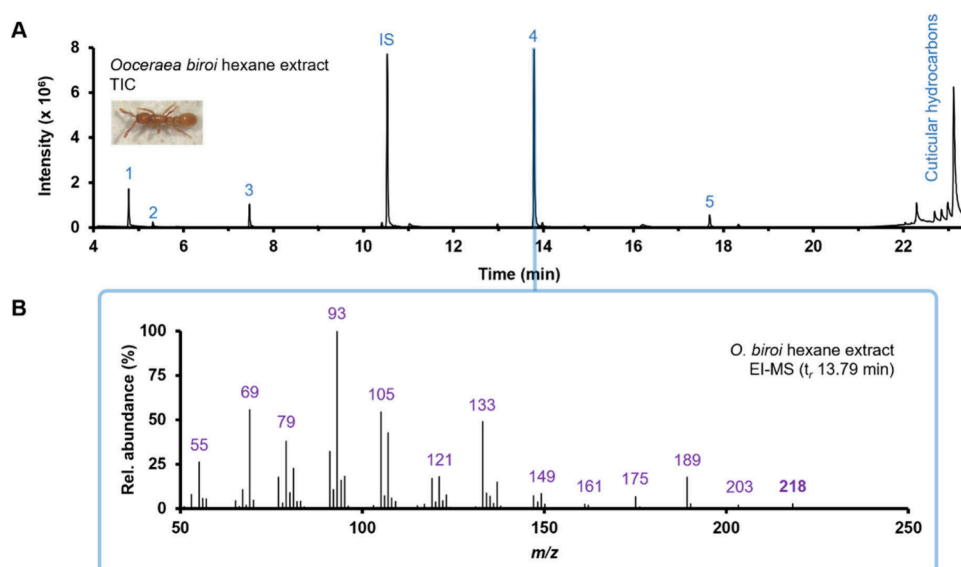 A
Ooceraea biroi hexane extract
TIC
Intensity (x 10⁶)
8
6
4
2
0
1
2
3
IS
4
5
Cuticular hydrocarbons
4 6 8 10 12 14 16 18 20 22
Time (min)
B
O. biroi hexane extract
EI-MS (tᵣ 13.79 min)
Rel. abundance (%)
100
75
50
25
0
55
69
79
93
105
121
133
149
161
175
189
203
218
50 100 150 200 250
m/z